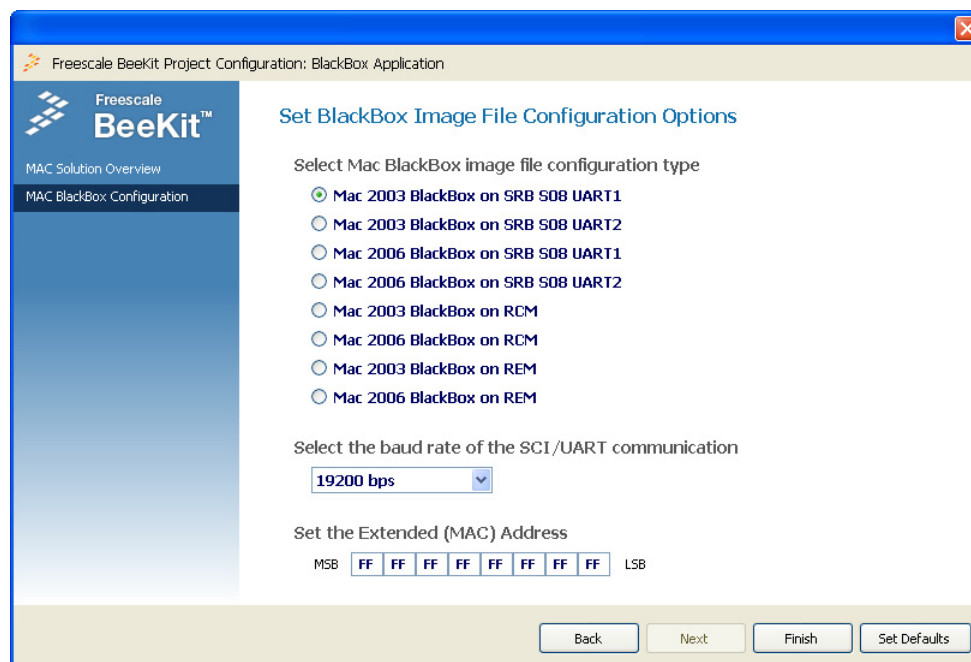 Freescale BeeKit Project Configuration: BlackBox Application
Freescale
BeeKit™
MAC Solution Overview
MAC BlackBox Configuration
Set BlackBox Image File Configuration Options
Select Mac BlackBox image file configuration type
Mac 2003 BlackBox on SRB S08 UART1
Mac 2003 BlackBox on SRB S08 UART2
Mac 2006 BlackBox on SRB S08 UART1
Mac 2006 BlackBox on SRB S08 UART2
Mac 2003 BlackBox on RCM
Mac 2006 BlackBox on RCM
Mac 2003 BlackBox on REM
Mac 2006 BlackBox on REM
Select the baud rate of the SCI/UART communication
19200 bps
Set the Extended (MAC) Address
MSB FF FF FF FF FF FF FF FF LSB
Back Next Finish Set Defaults